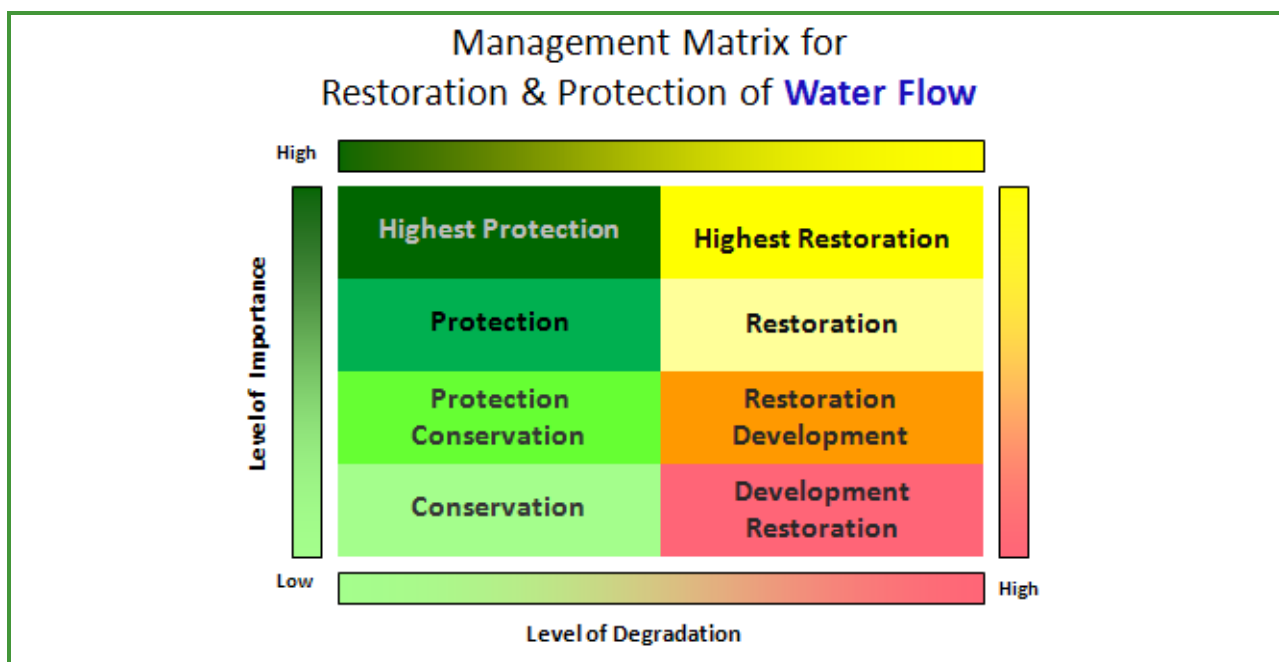 Management Matrix for
Restoration & Protection of Water Flow
High
Highest Protection
Highest Restoration
Protection
Restoration
Protection
Conservation
Restoration
Development
Conservation
Development
Restoration
Level of Importance
Low
High
Level of Degradation